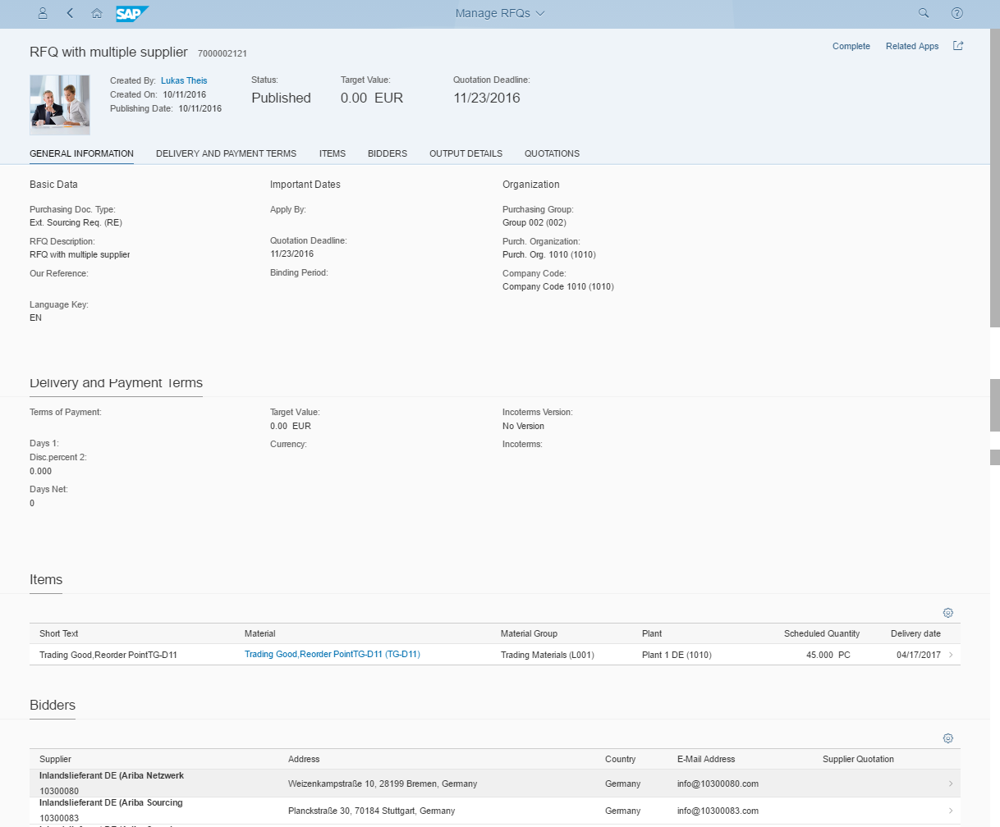 SAP
Manage RFQs
RFQ with multiple supplier 7000002121
Complete Related Apps
Created By: Lukas Theis
Created On: 10/11/2016
Publishing Date: 10/11/2016
Status:
Published
Target Value:
0.00 EUR
Quotation Deadline:
11/23/2016
GENERAL INFORMATION DELIVERY AND PAYMENT TERMS ITEMS BIDDERS OUTPUT DETAILS QUOTATIONS
Basic Data
Purchasing Doc. Type:
Ext. Sourcing Req. (RE)
RFQ Description:
RFQ with multiple supplier
Our Reference:
Language Key:
EN
Important Dates
Apply By:
Quotation Deadline:
11/23/2016
Binding Period:
Organization
Purchasing Group:
Group 002 (002)
Purch. Organization:
Purch. Org. 1010 (1010)
Company Code:
Company Code 1010 (1010)
Delivery and Payment Terms
Terms of Payment:
Days 1:
Disc.percent 2:
0.000
Days Net:
0
Target Value:
0.00 EUR
Currency:
Incoterms Version:
No Version
Incoterms:
Items
Short Text Material Material Group Plant Scheduled Quantity Delivery date
Trading Good,Reorder PointTG-D11 Trading Good,Reorder PointTG-D11 (TG-D11) Trading Materials (L001) Plant 1 DE (1010) 45.000 PC 04/17/2017
Bidders
Supplier Address Country E-Mail Address Supplier Quotation
Inlandslieferant DE (Ariba Netzwerk
10300080
Weizenkampstraße 10, 28199 Bremen, Germany Germany info@10300080.com
Inlandslieferant DE (Ariba Sourcing
10300083
Planckstraße 30, 70184 Stuttgart, Germany Germany info@10300083.com